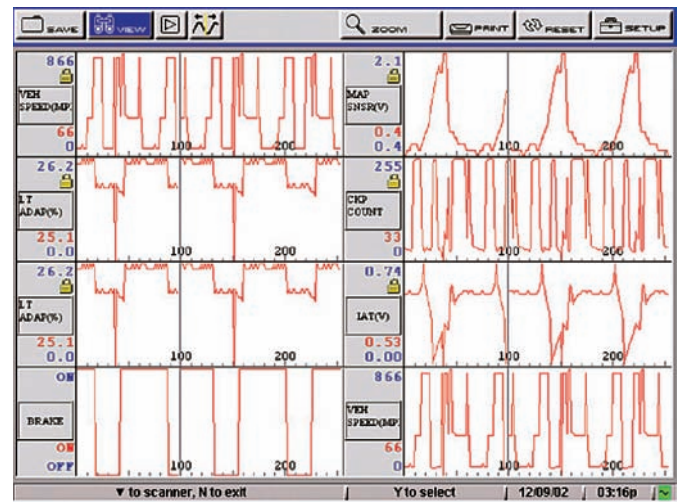 SAVE VIEW ZOOM PRINT RESET SETUP
866
VEH
SPEED(MP
66
0
100 200
2.1
MAP
SNSR(V)
0.4
0.4
100 200
26.2
LT
ADAP(%)
25.1
0.0
100 200
255
CKP
COUNT
33
0
100 200
26.2
LT
ADAP(%)
25.1
0.0
100 200
0.74
IAT(V)
0.53
0.00
100 200
ON
BRAKE
ON
OFF
100 200
866
VEH
SPEED(MP
66
0
100 200
▼ to scanner, N to exit Y to select 12/09/02 03:16p